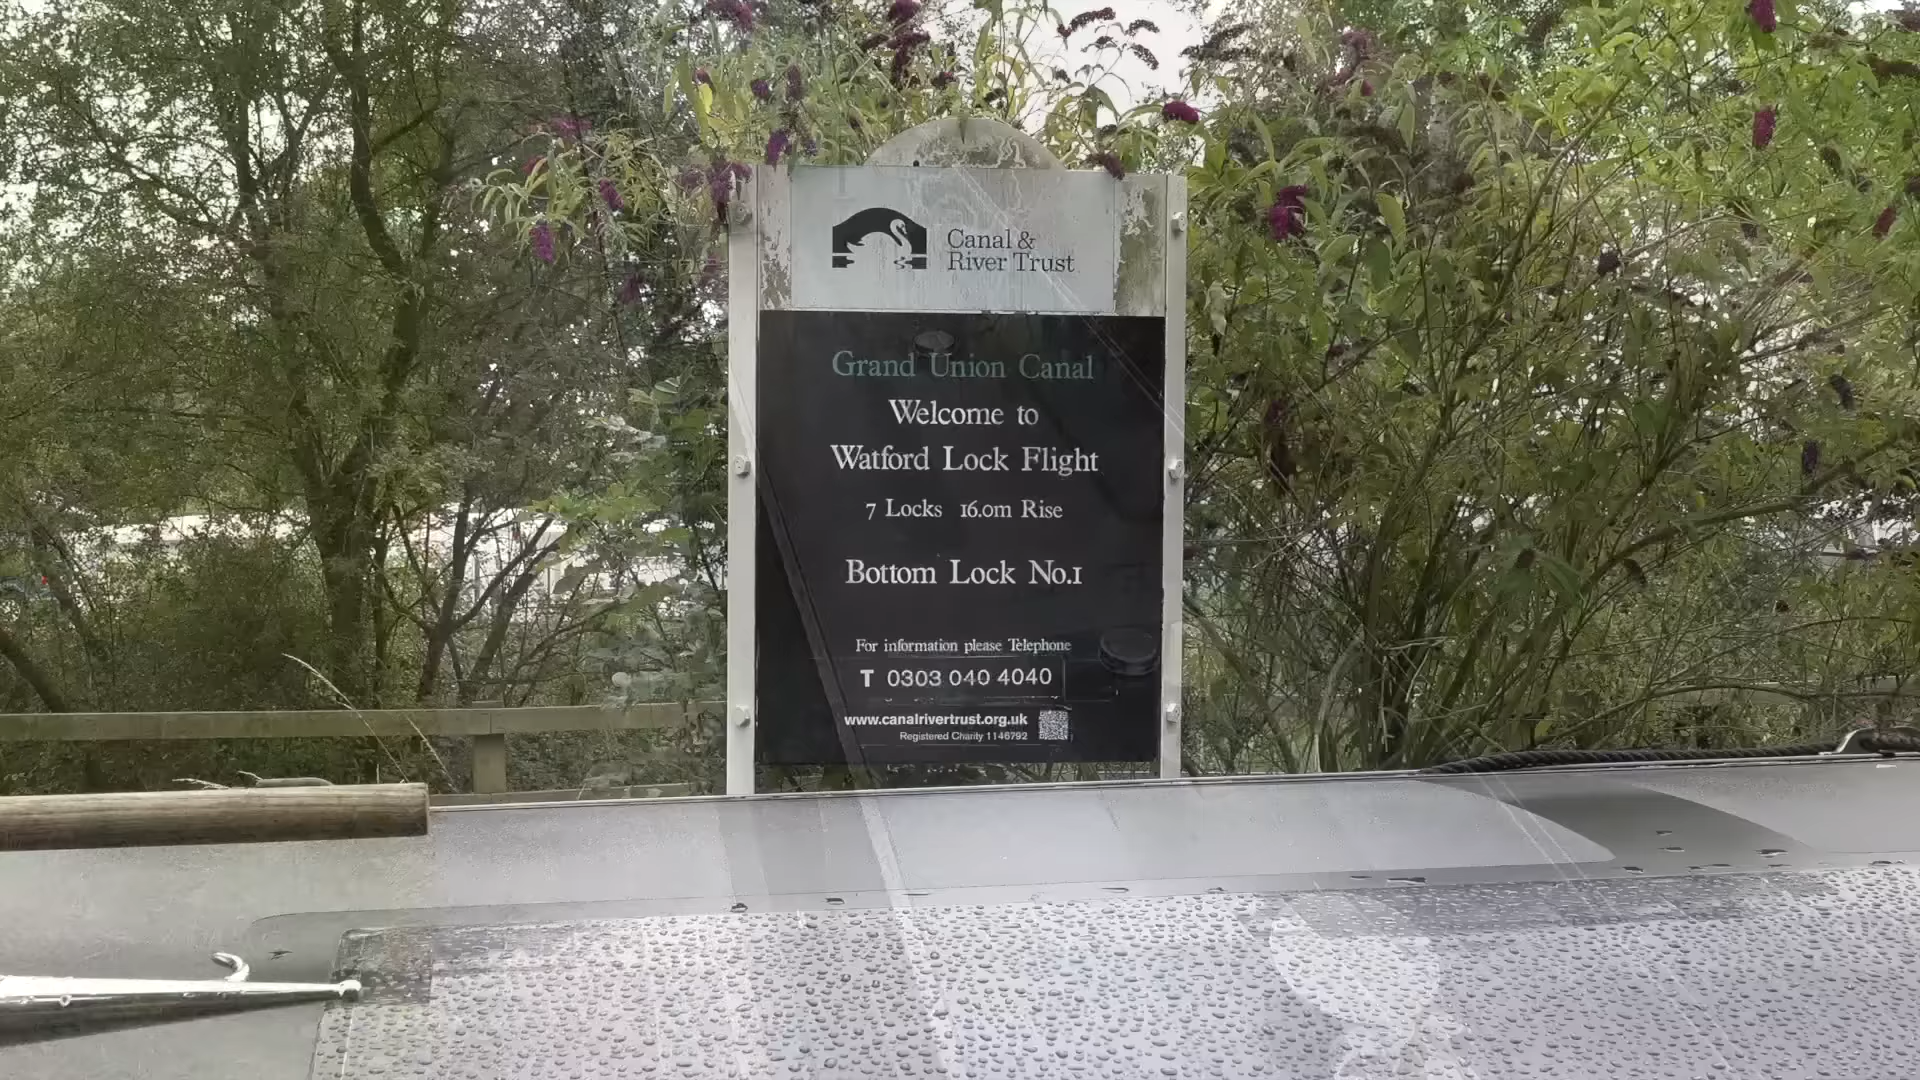 Canal &
River Trust
Grand Union Canal
Welcome to
Watford Lock Flight
7 Locks 16.0m Rise
Bottom Lock No.1
For information please Telephone
T 0303 040 4040
www.canalrivertrust.org.uk
Registered Charity 1146792